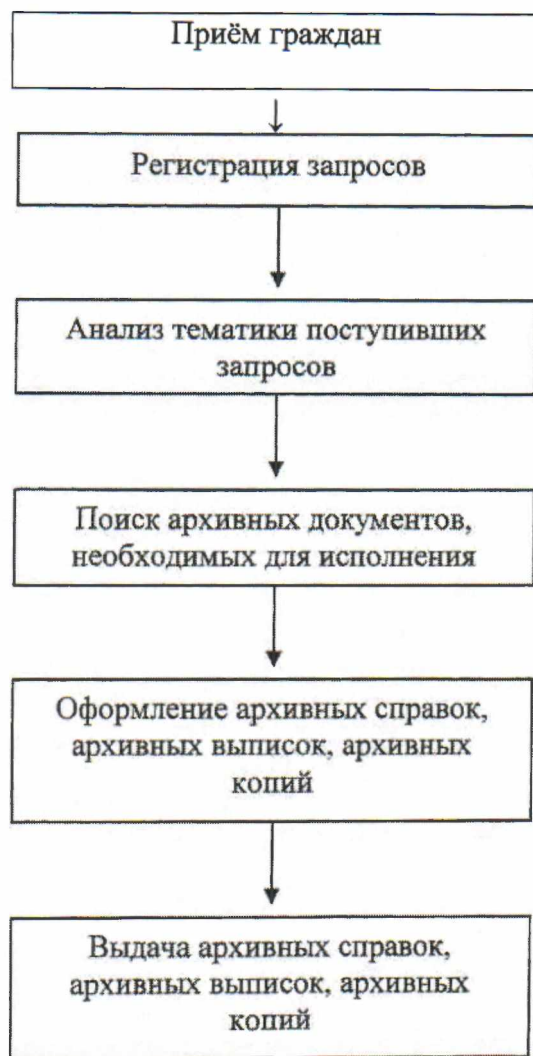 Приём граждан
Регистрация запросов
Анализ тематики поступивших
запросов
Поиск архивных документов,
необходимых для исполнения
Оформление архивных справок,
архивных выписок, архивных
копий
Выдача архивных справок,
архивных выписок, архивных
копий